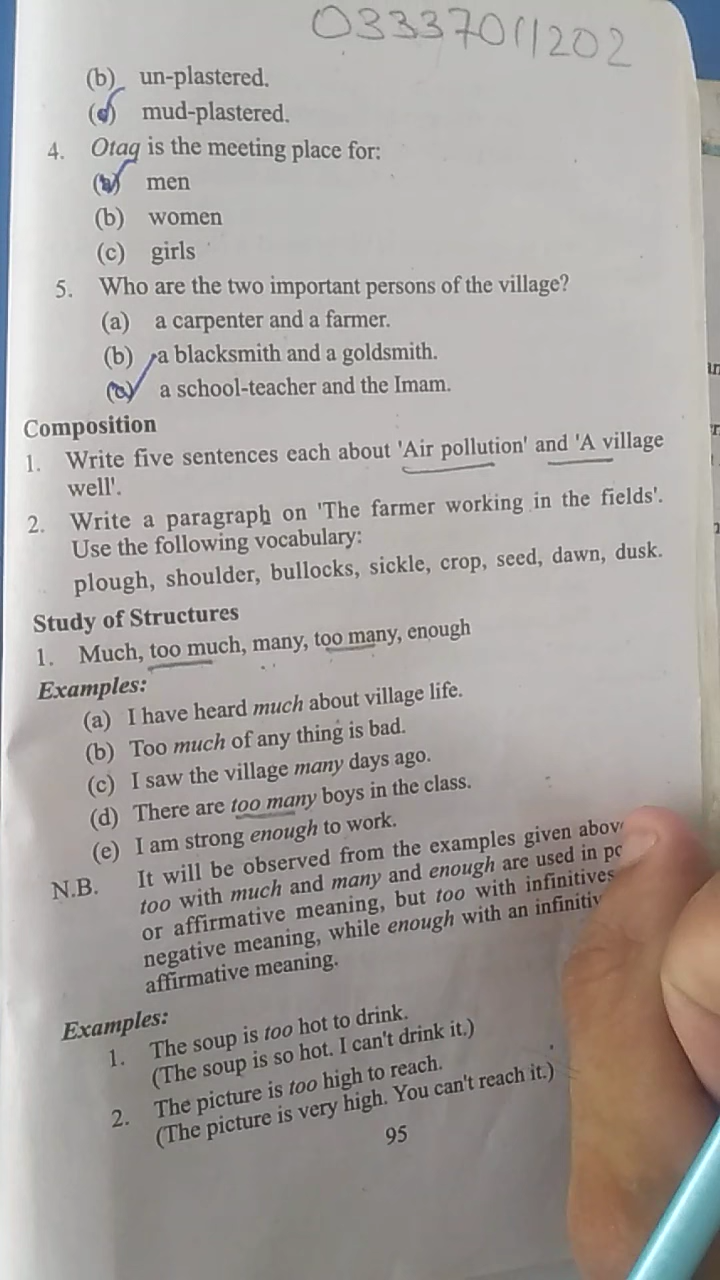 03337011202
(b) un-plastered.
(c) mud-plastered.
4. Otaq is the meeting place for:
(a) men
(b) women
(c) girls
5. Who are the two important persons of the village?
(a) a carpenter and a farmer.
(b) a blacksmith and a goldsmith.
(c) a school-teacher and the Imam.
Composition
1. Write five sentences each about 'Air pollution' and 'A village
well'.
2. Write a paragraph on 'The farmer working in the fields'.
Use the following vocabulary:
plough, shoulder, bullocks, sickle, crop, seed, dawn, dusk.
Study of Structures
1. Much, too much, many, too many, enough
Examples:
(a) I have heard much about village life.
(b) Too much of any thing is bad.
(c) I saw the village many days ago.
(d) There are too many boys in the class.
(e) I am strong enough to work.
N.B. It will be observed from the examples given above
too with much and many and enough are used in
or affirmative meaning, but too with infinitives
negative meaning, while enough with an
affirmative meaning.
Examples:
1. The soup is too hot to drink.
(The soup is so hot. I can't drink it.)
2. The picture is too high to reach.
(The picture is very high. You can't reach it.)
95